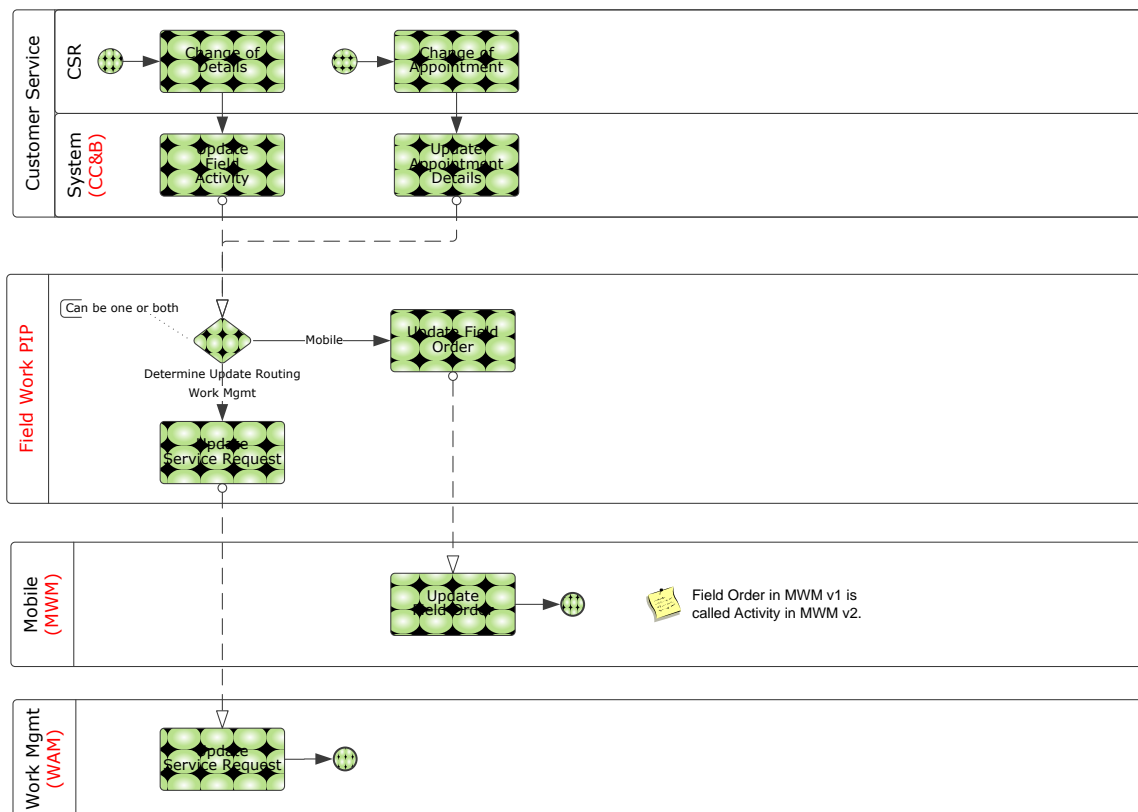 Customer Service
CSR
Change of
Details
Change of
Appointment
System
(CC&B)
Update
Field
Activity
Update
Appointment
Details
Field Work PIP
Can be one or both
Mobile
Update Field
Order
Determine Update Routing
Work Mgmt
Update
Service Request
Mobile
(MWM)
Update
Field Order
Field Order in MWM v1 is
called Activity in MWM v2.
Work Mgmt
(WAM)
Update
Service Request